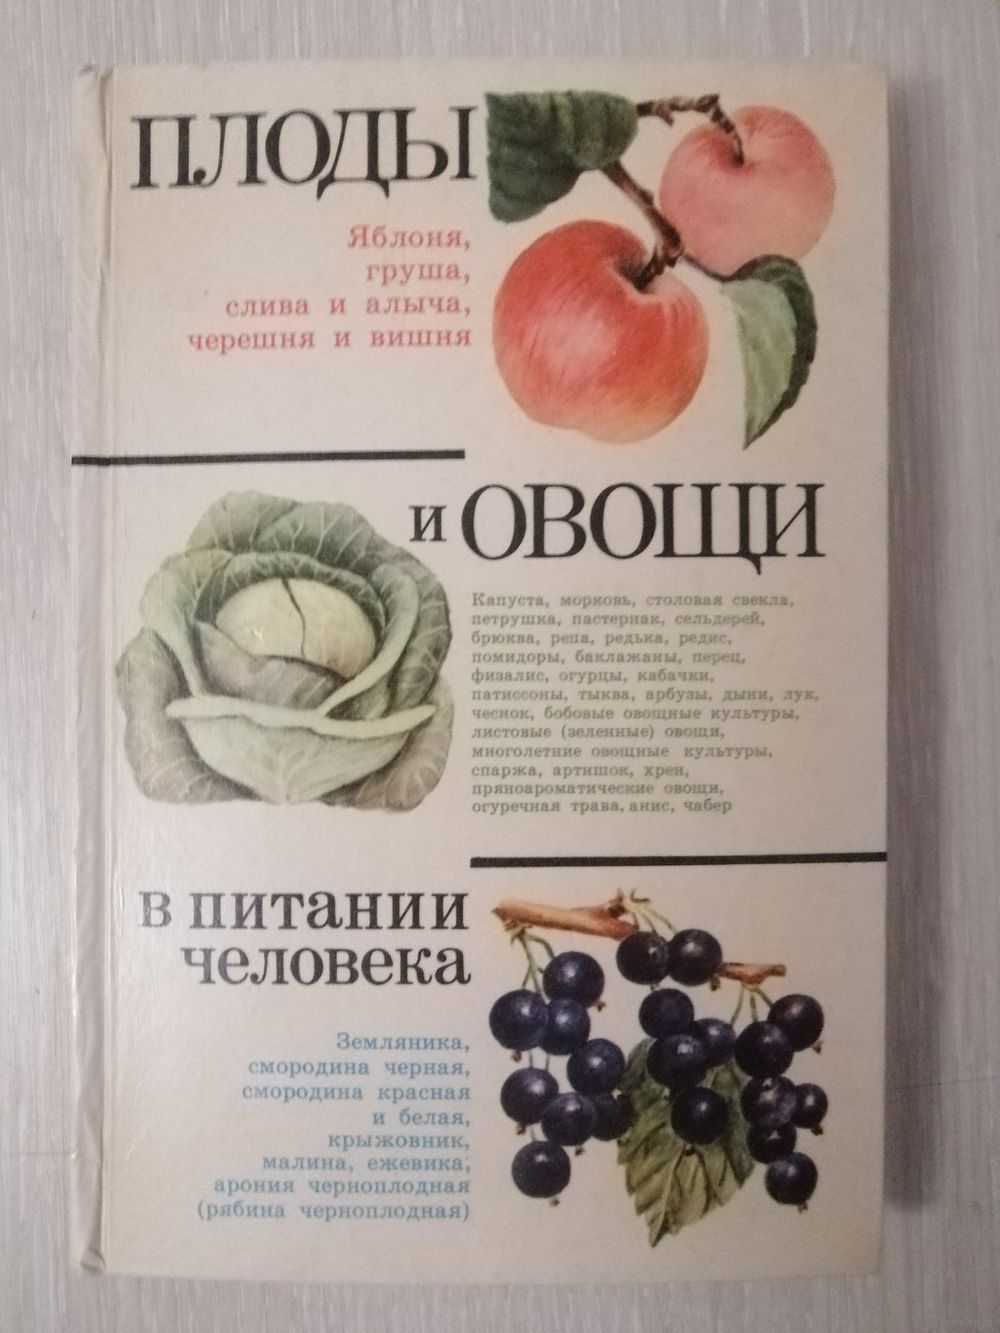 ПЛОДЫ
Яблоня,
груша,
слива и алыча,
черешня и вишня
и ОВОЩИ
Капуста, морковь, столовая свекла,
петрушка, пастернак, сельдерей,
брюква, репа, редька, редис,
помидоры, баклажаны, перец,
физалис, огурцы, кабачки,
патиссоны, тыква, арбузы, дыни, лук,
чеснок, бобовые овощные культуры,
листовые (зеленные) овощи,
многолетние овощные культуры,
спаржа, артишок, хрен,
пряноароматические овощи,
огуречная трава, анис, чабер
в питании
человека
Земляника,
смородина черная,
смородина красная
и белая,
крыжовник,
малина, ежевика,
арония черноплодная
(рябина черноплодная)